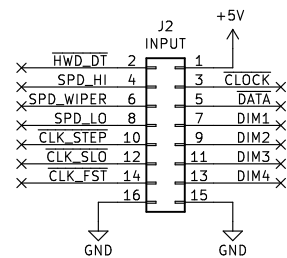 J2 +5V
INPUT
HWD_DT 2 1
SPD_HI 4 3 CLOCK
SPD_WIPER 6 5 DATA
SPD_LO 8 7 DIM1
CLK_STEP 10 9 DIM2
CLK_SLO 12 11 DIM3
CLK_FST 14 13 DIM4
16 15
GND GND